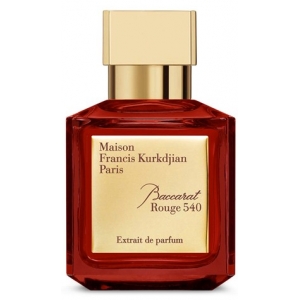 Maison
Francis Kurkdjian
Paris
Baccarat
Rouge 540
Extrait de parfum